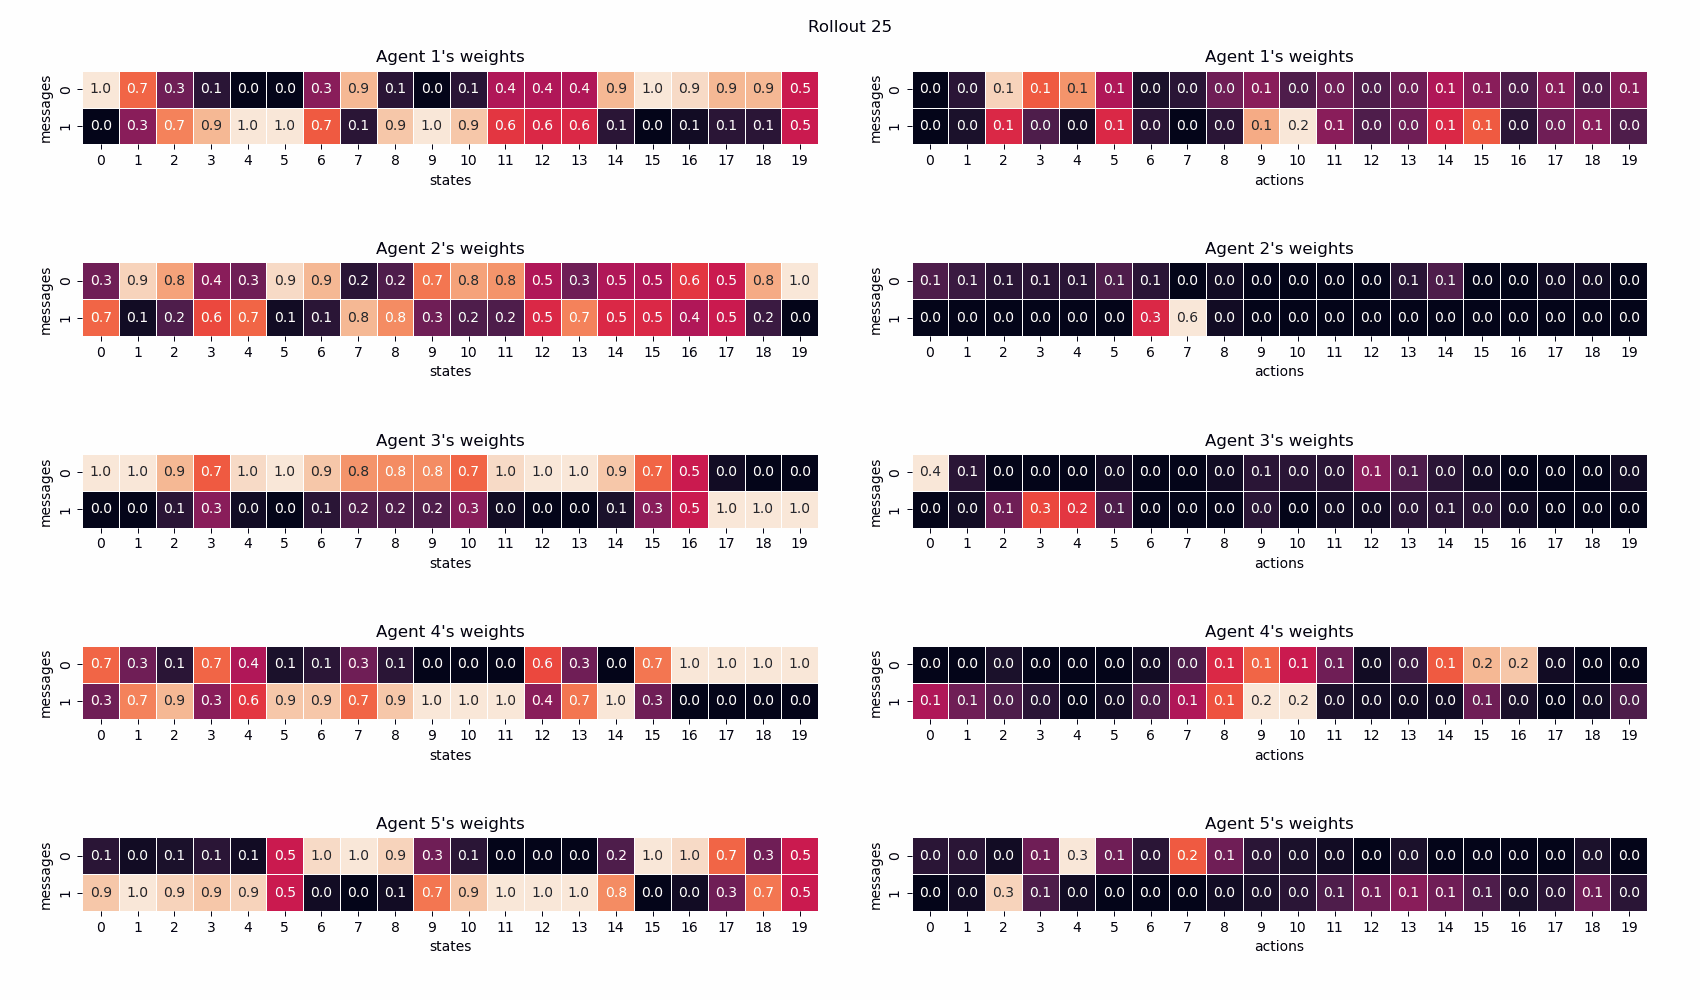 Rollout 25
Agent 1's weights
messages
0 1.0 0.7 0.3 0.1 0.0 0.0 0.3 0.9 0.1 0.0 0.1 0.4 0.4 0.4 0.9 1.0 0.9 0.9 0.9 0.5
1 0.0 0.3 0.7 0.9 1.0 1.0 0.7 0.1 0.9 1.0 0.9 0.6 0.6 0.6 0.1 0.0 0.1 0.1 0.1 0.5
0 1 2 3 4 5 6 7 8 9 10 11 12 13 14 15 16 17 18 19
states
Agent 1's weights
messages
0 0.0 0.0 0.1 0.1 0.1 0.1 0.0 0.0 0.0 0.1 0.0 0.0 0.0 0.0 0.1 0.1 0.0 0.1 0.0 0.1
1 0.0 0.0 0.1 0.0 0.0 0.1 0.0 0.0 0.0 0.1 0.2 0.1 0.0 0.0 0.1 0.1 0.0 0.0 0.1 0.0
0 1 2 3 4 5 6 7 8 9 10 11 12 13 14 15 16 17 18 19
actions
Agent 2's weights
messages
0 0.3 0.9 0.8 0.4 0.3 0.9 0.9 0.2 0.2 0.7 0.8 0.8 0.5 0.3 0.5 0.5 0.6 0.5 0.8 1.0
1 0.7 0.1 0.2 0.6 0.7 0.1 0.1 0.8 0.8 0.3 0.2 0.2 0.5 0.7 0.5 0.5 0.4 0.5 0.2 0.0
0 1 2 3 4 5 6 7 8 9 10 11 12 13 14 15 16 17 18 19
states
Agent 2's weights
messages
0 0.1 0.1 0.1 0.1 0.1 0.1 0.1 0.0 0.0 0.0 0.0 0.0 0.0 0.1 0.1 0.0 0.0 0.0 0.0 0.0
1 0.0 0.0 0.0 0.0 0.0 0.0 0.3 0.6 0.0 0.0 0.0 0.0 0.0 0.0 0.0 0.0 0.0 0.0 0.0 0.0
0 1 2 3 4 5 6 7 8 9 10 11 12 13 14 15 16 17 18 19
actions
Agent 3's weights
messages
0 1.0 1.0 0.9 0.7 1.0 1.0 0.9 0.8 0.8 0.8 0.7 1.0 1.0 1.0 0.9 0.7 0.5 0.0 0.0 0.0
1 0.0 0.0 0.1 0.3 0.0 0.0 0.1 0.2 0.2 0.2 0.3 0.0 0.0 0.0 0.1 0.3 0.5 1.0 1.0 1.0
0 1 2 3 4 5 6 7 8 9 10 11 12 13 14 15 16 17 18 19
states
Agent 3's weights
messages
0 0.4 0.1 0.0 0.0 0.0 0.0 0.0 0.0 0.0 0.1 0.0 0.0 0.1 0.1 0.0 0.0 0.0 0.0 0.0 0.0
1 0.0 0.0 0.1 0.3 0.2 0.1 0.0 0.0 0.0 0.0 0.0 0.0 0.0 0.0 0.1 0.0 0.0 0.0 0.0 0.0
0 1 2 3 4 5 6 7 8 9 10 11 12 13 14 15 16 17 18 19
actions
Agent 4's weights
messages
0 0.7 0.3 0.1 0.7 0.4 0.1 0.1 0.3 0.1 0.0 0.0 0.0 0.6 0.3 0.0 0.7 1.0 1.0 1.0 1.0
1 0.3 0.7 0.9 0.3 0.6 0.9 0.9 0.7 0.9 1.0 1.0 1.0 0.4 0.7 1.0 0.3 0.0 0.0 0.0 0.0
0 1 2 3 4 5 6 7 8 9 10 11 12 13 14 15 16 17 18 19
states
Agent 4's weights
messages
0 0.0 0.0 0.0 0.0 0.0 0.0 0.0 0.0 0.1 0.1 0.1 0.1 0.0 0.0 0.1 0.2 0.2 0.0 0.0 0.0
1 0.1 0.1 0.0 0.0 0.0 0.0 0.0 0.1 0.1 0.2 0.2 0.0 0.0 0.0 0.0 0.1 0.0 0.0 0.0 0.0
0 1 2 3 4 5 6 7 8 9 10 11 12 13 14 15 16 17 18 19
actions
Agent 5's weights
messages
0 0.1 0.0 0.1 0.1 0.1 0.5 1.0 1.0 0.9 0.3 0.1 0.0 0.0 0.0 0.2 1.0 1.0 0.7 0.3 0.5
1 0.9 1.0 0.9 0.9 0.9 0.5 0.0 0.0 0.1 0.7 0.9 1.0 1.0 1.0 0.8 0.0 0.0 0.3 0.7 0.5
0 1 2 3 4 5 6 7 8 9 10 11 12 13 14 15 16 17 18 19
states
Agent 5's weights
messages
0 0.0 0.0 0.0 0.1 0.3 0.1 0.0 0.2 0.1 0.0 0.0 0.0 0.0 0.0 0.0 0.0 0.0 0.0 0.0 0.0
1 0.0 0.0 0.3 0.1 0.0 0.0 0.0 0.0 0.0 0.0 0.0 0.1 0.1 0.1 0.1 0.1 0.0 0.0 0.1 0.0
0 1 2 3 4 5 6 7 8 9 10 11 12 13 14 15 16 17 18 19
actions